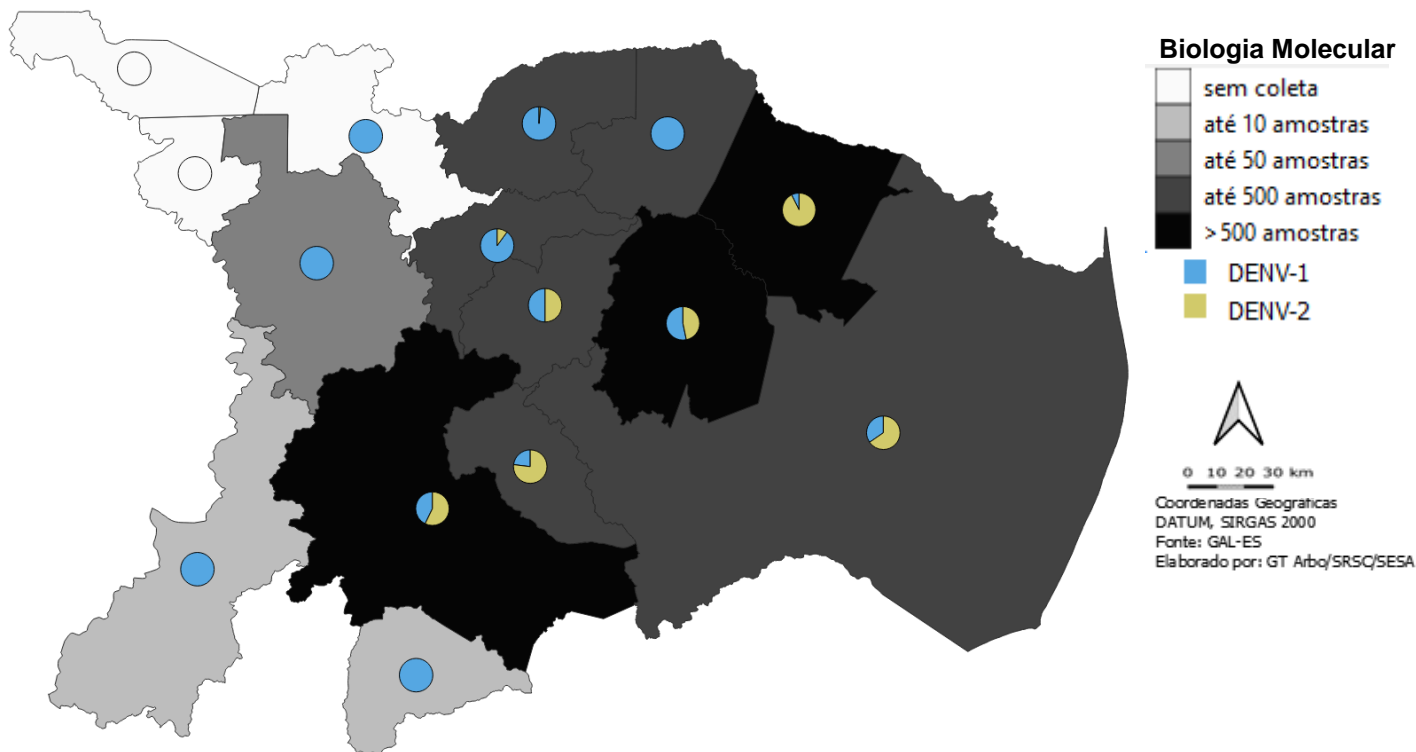 Biologia Molecular
sem coleta
até 10 amostras
até 50 amostras
até 500 amostras
>500 amostras
DENV-1
DENV-2
0 10 20 30 km
Coordenadas Geográficas
DATUM, SIRGAS 2000
Fonte: GAL-ES
Elaborado por: GT Arbo/SRSC/SESA